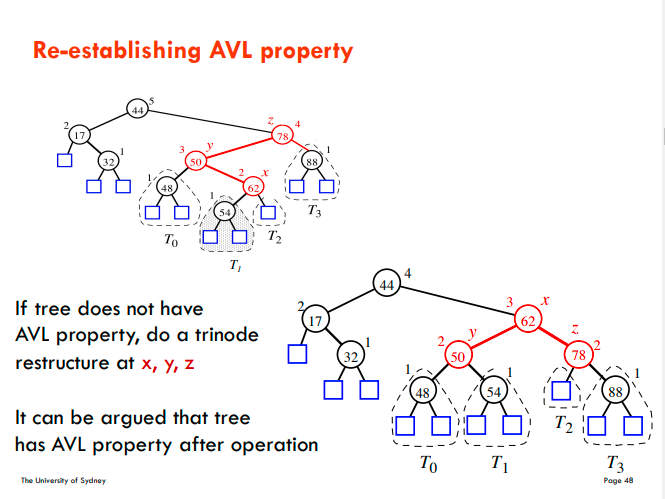 Re-establishing AVL property
44 5
2 17
z 4
78
1
32
3 y
50
1
88
1
48
2 x
62
1
54
T0
T1
T2
T3
If tree does not have
AVL property, do a trinode
restructure at x, y, z
It can be argued that tree
has AVL property after operation
44 4
2
17
1
32
3 x
62
2 y
50
z
2
78
1
48
1
54
1
88
T0
T1
T2
T3
The University of Sydney
Page 48